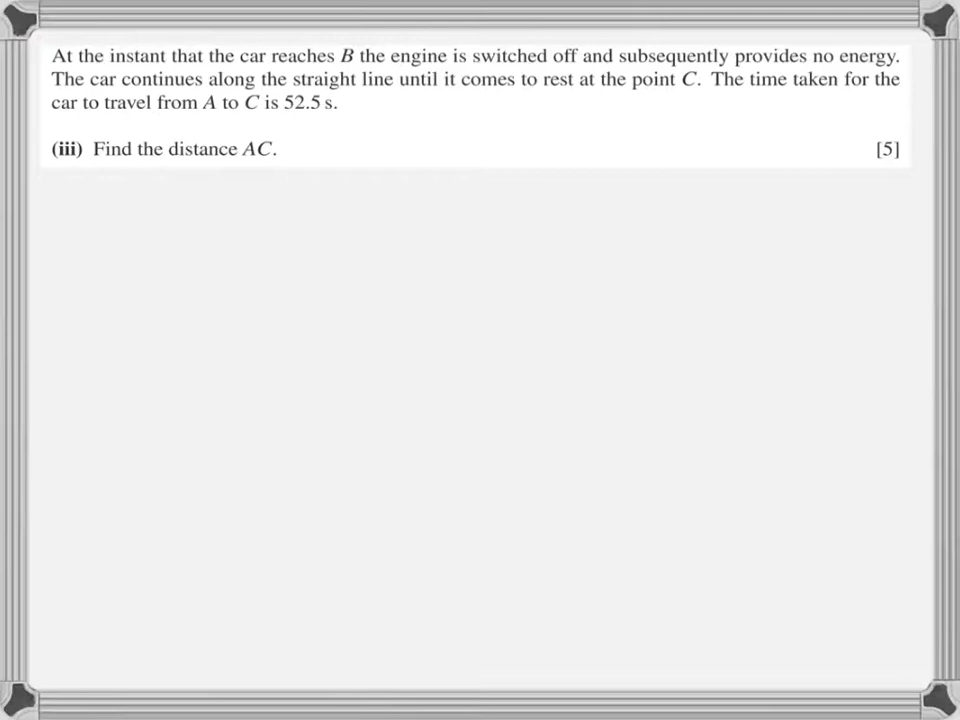 At the instant that the car reaches B the engine is switched off and subsequently provides no energy.
The car continues along the straight line until it comes to rest at the point C. The time taken for the
car to travel from A to C is 52.5 s.
(iii) Find the distance AC. [5]